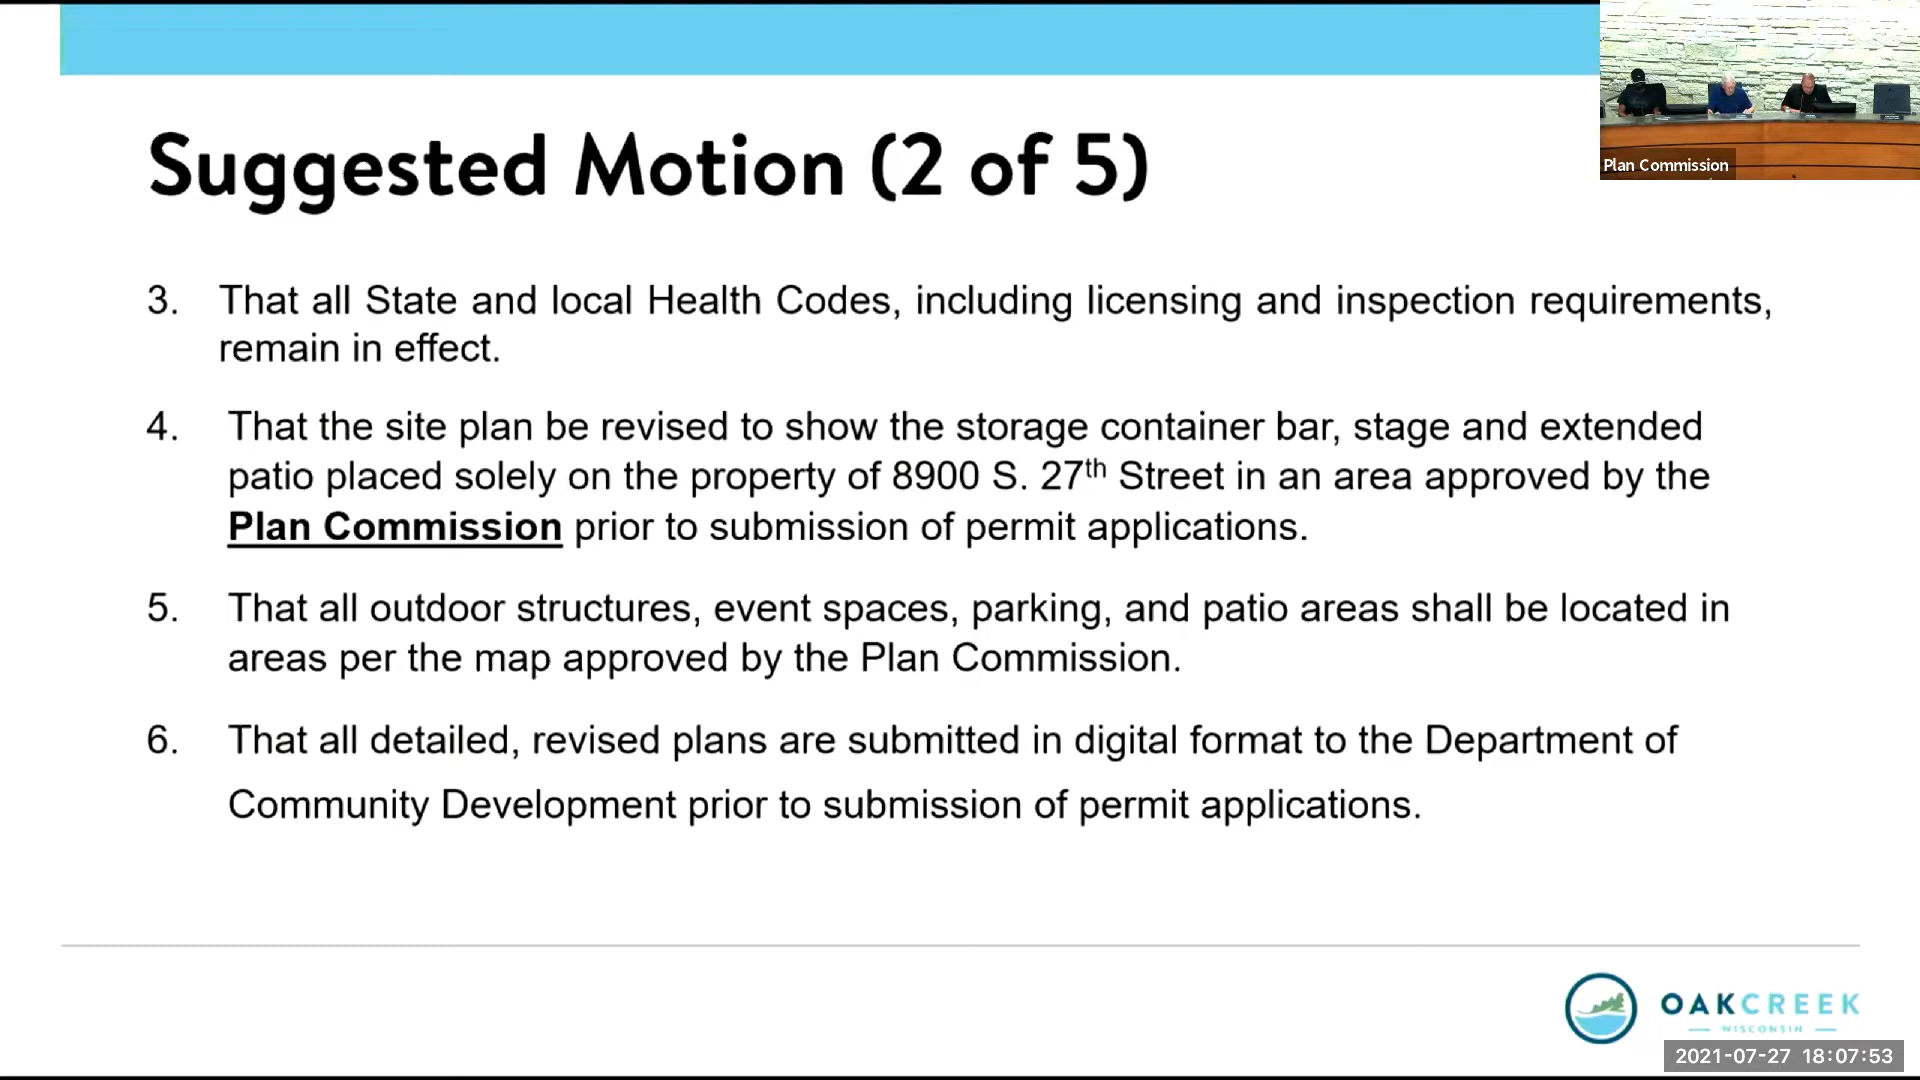 Suggested Motion (2 of 5)
Plan Commission
3. That all State and local Health Codes, including licensing and inspection requirements,
remain in effect.
4. That the site plan be revised to show the storage container bar, stage and extended
patio placed solely on the property of 8900 S. 27th Street in an area approved by the
Plan Commission prior to submission of permit applications.
5. That all outdoor structures, event spaces, parking, and patio areas shall be located in
areas per the map approved by the Plan Commission.
6. That all detailed, revised plans are submitted in digital format to the Department of
Community Development prior to submission of permit applications.
OAKCREEK
WISCONSIN
2021-07-27 18:07:53